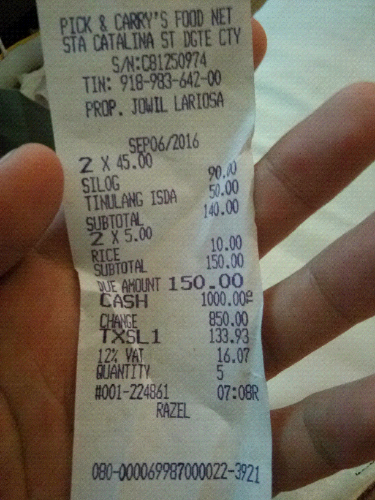 PICK & CARRY'S FOOD NET
STA CATALINA ST DGTE CTY
S/N:C81250974
TIN: 918-983-642-00
PROP. JOWIL LARIOSA
SEP06/2016
2 X 45.00
SILOG 90.00
TINULANG ISDA 50.00
SUBTOTAL 140.00
2 X 5.00
RICE 10.00
SUBTOTAL 150.00
DUE AMOUNT 150.00
CASH 1000.00
CHANGE 850.00
TXSL1 133.93
12% VAT 16.07
QUANTITY 5
#001-224861 07:08R
RAZEL
080-0000069987000022-3921